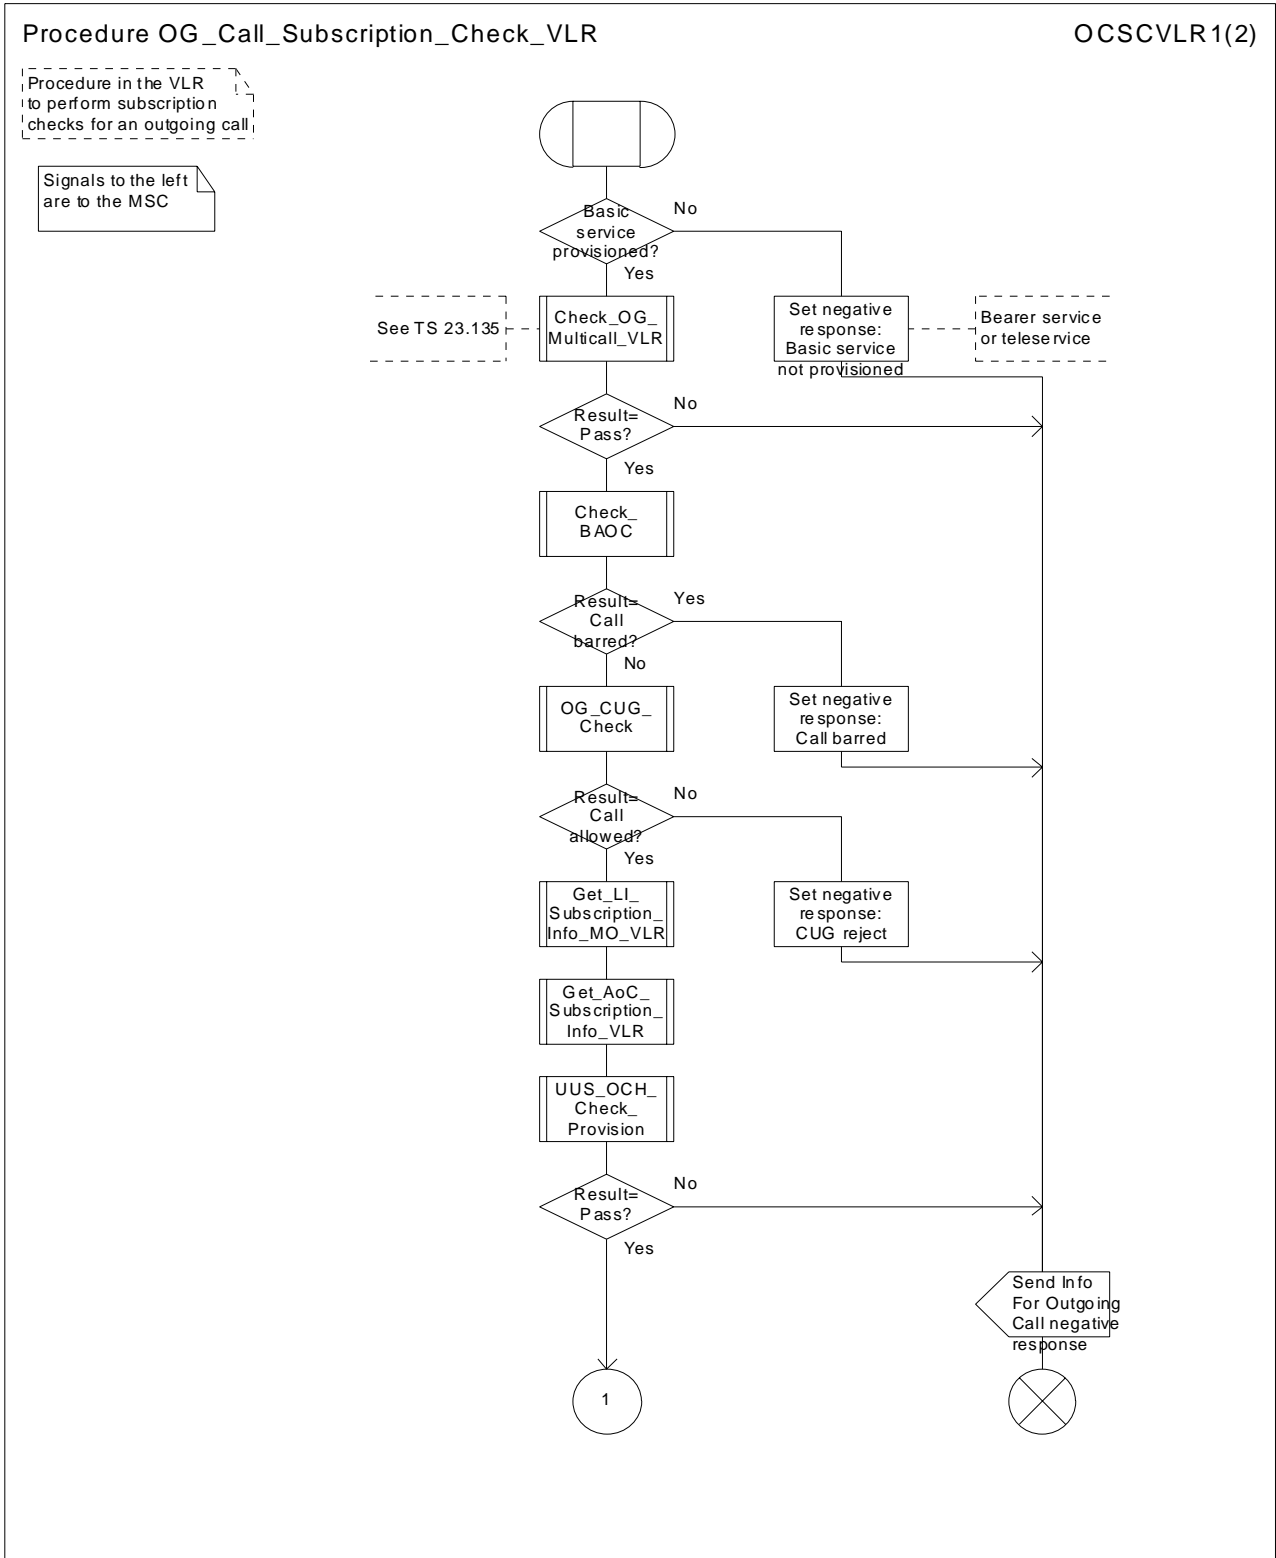 Procedure OG_Call_Subscription_Check_VLR
OCSCVLR1(2)
Procedure in the VLR
to perform subscription
checks for an outgoing call
Signals to the left
are to the MSC
Basic
service
provisioned?
No
Yes
See TS 23.135
Check_OG_
Multicall_VLR
Set negative
response:
Basic service
not provisioned
Bearer service
or teleservice
Result=
Pass?
No
Yes
Check_
BAOC
Result=
Call
barred?
Yes
No
OG_CUG_
Check
Set negative
response:
Call barred
Result=
Call
allowed?
No
Yes
Get_LI_
Subscription_
Info_MO_VLR
Set negative
response:
CUG reject
Get_AoC_
Subscription_
Info_VLR
UUS_OCH_
Check_
Provision
Result=
Pass?
No
Yes
Send Info
For Outgoing
Call negative
response
1